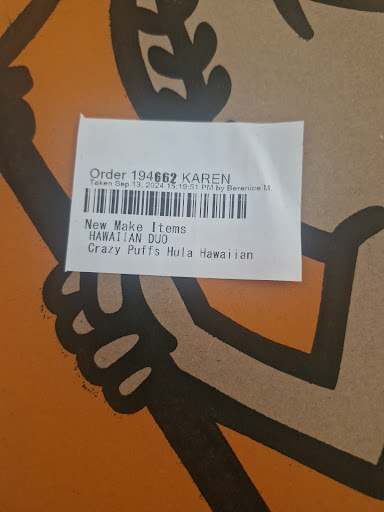 Order 194662 KAREN
Taken Sep 13, 2024 15:19:51 PM by Berenice M.
New Make Items
HAWAIIAN DUO
Crazy Puffs Hula Hawaiian